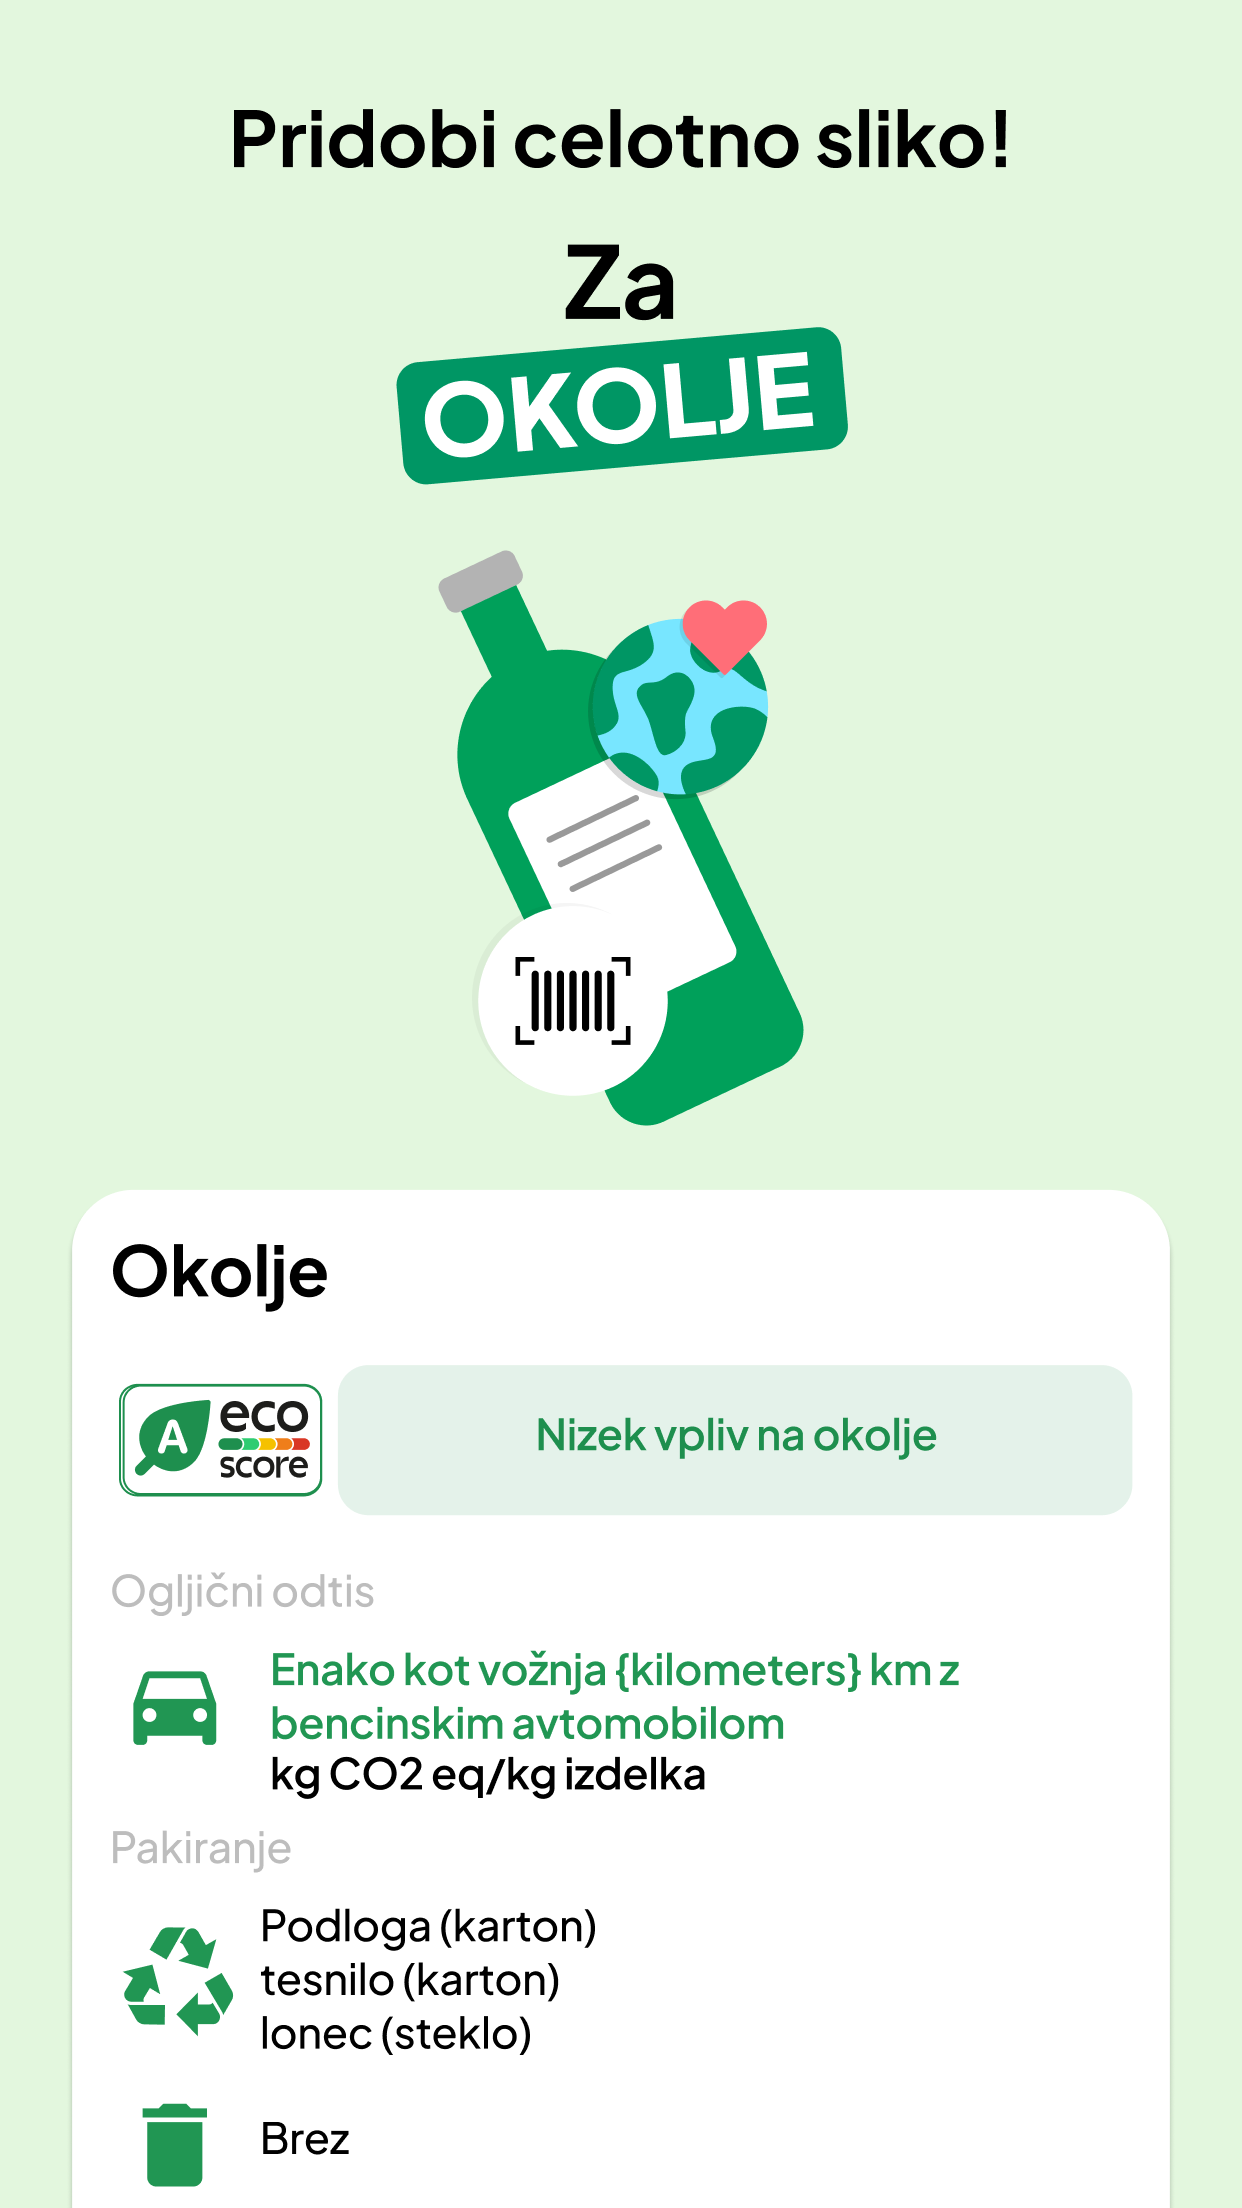 Pridobi celotno sliko!
Za
OKOLJE
Okolje
A
eco
score
Nizek vpliv na okolje
Ogljični odtis
Enako kot vožnja {kilometers} km z
bencinskim avtomobilom
kg CO2 eq/kg izdelka
Pakiranje
Podloga (karton)
tesnilo (karton)
lonec (steklo)
Brez